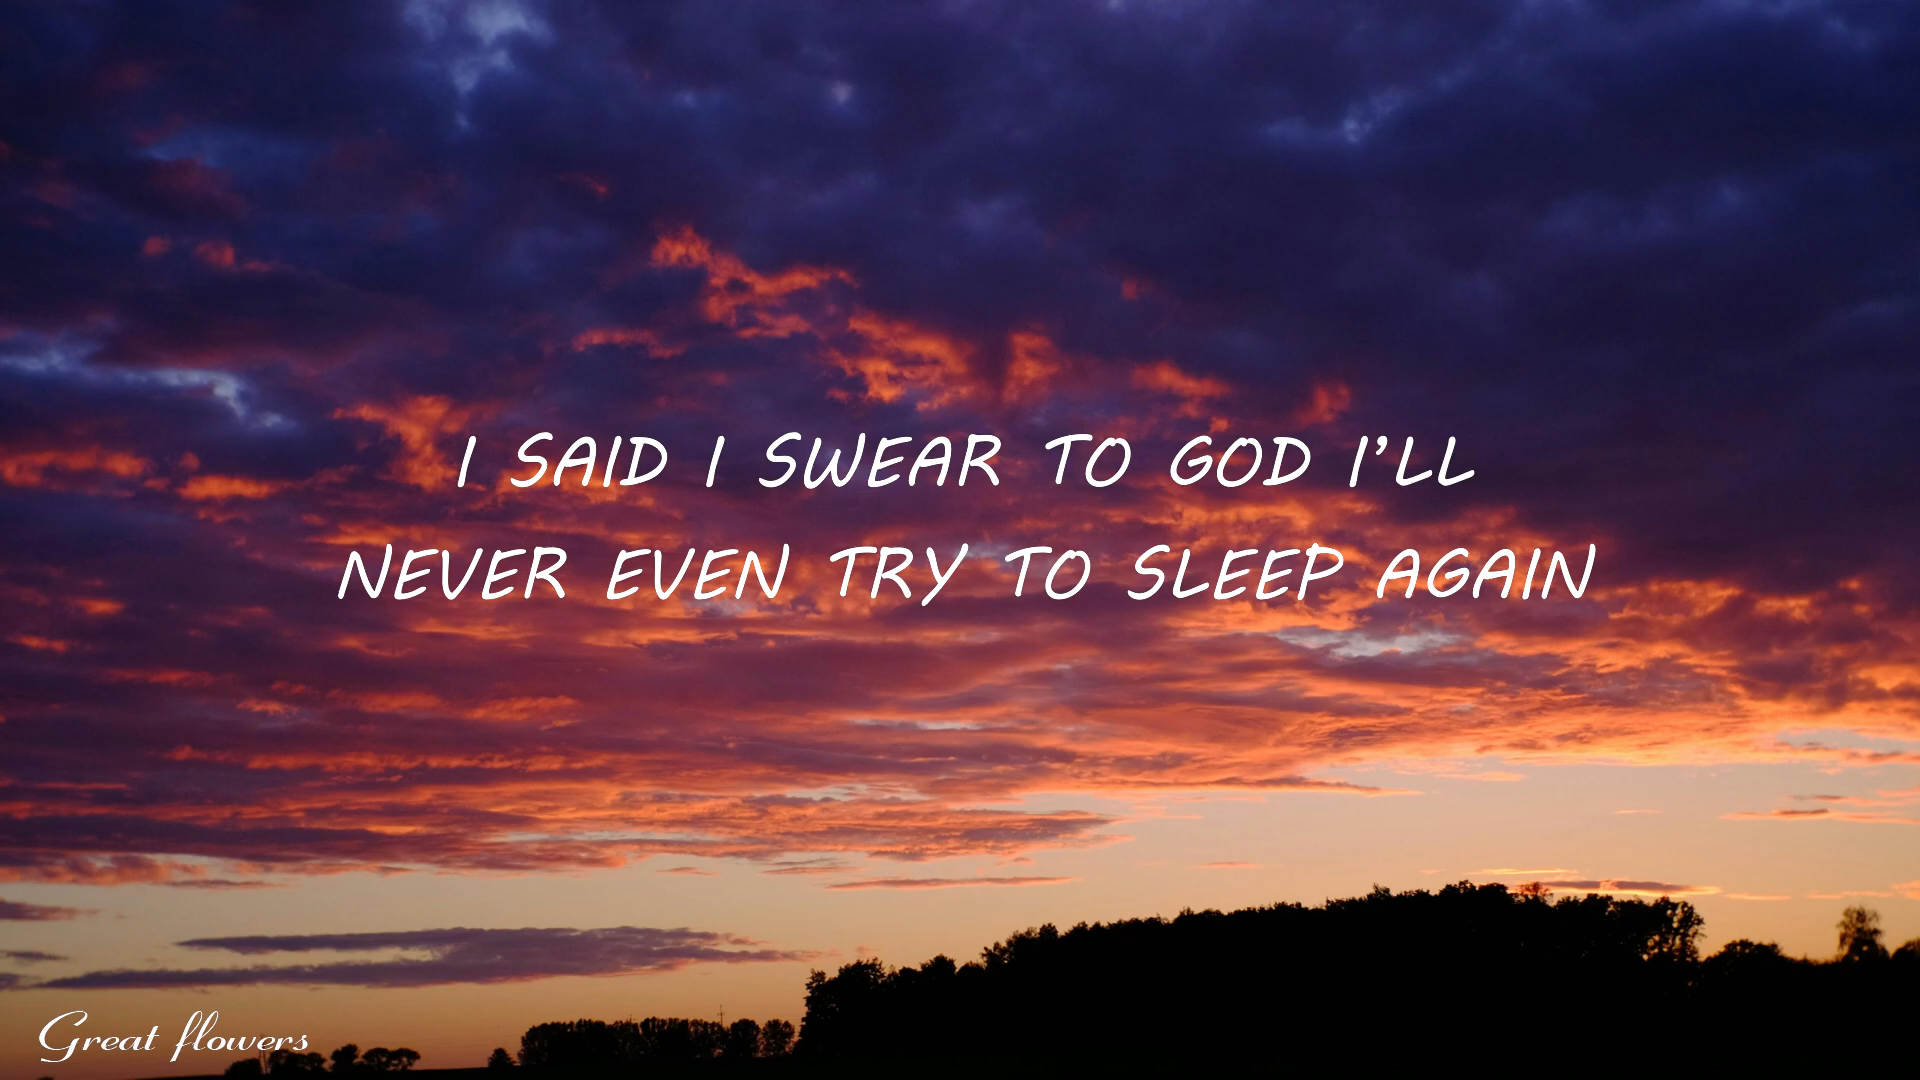 I SAID I SWEAR TO GOD I’LL
NEVER EVEN TRY TO SLEEP AGAIN
Great flowers